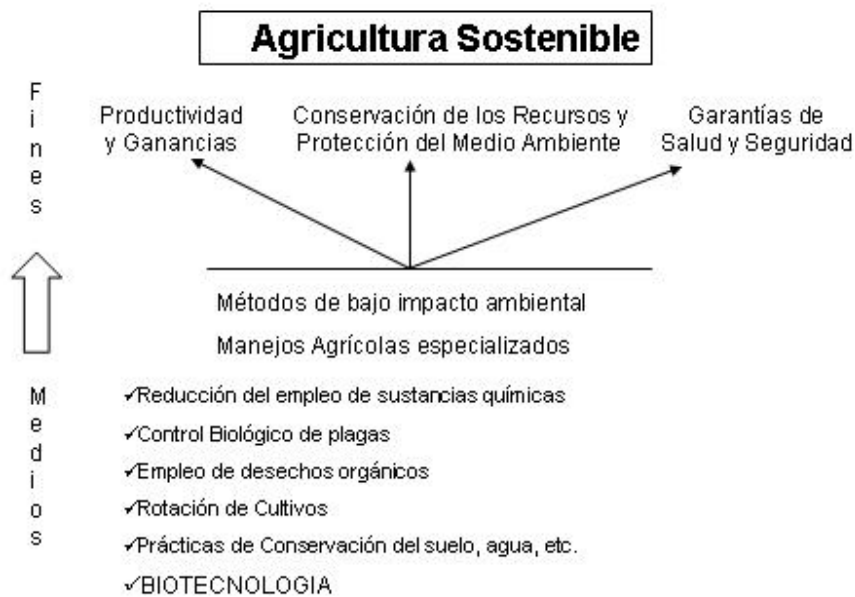 Agricultura Sostenible
Fines
Productividad
y Ganancias
Conservación de los Recursos y
Protección del Medio Ambiente
Garantías de
Salud y Seguridad
Métodos de bajo impacto ambiental
Manejos Agrícolas especializados
Medios
✓Reducción del empleo de sustancias químicas
✓Control Biológico de plagas
✓Empleo de desechos orgánicos
✓Rotación de Cultivos
✓Prácticas de Conservación del suelo, agua, etc.
✓BIOTECNOLOGIA